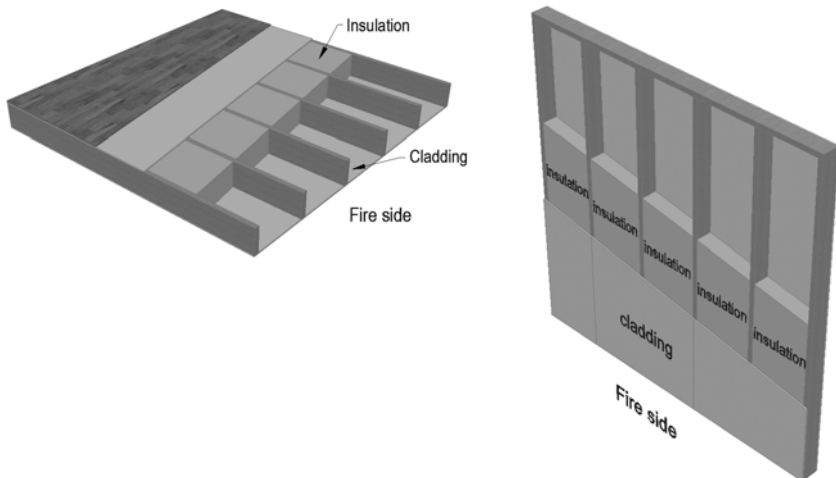 Insulation
Cladding
Fire side
insulation
insulation
insulation
insulation
insulation
cladding
Fire side